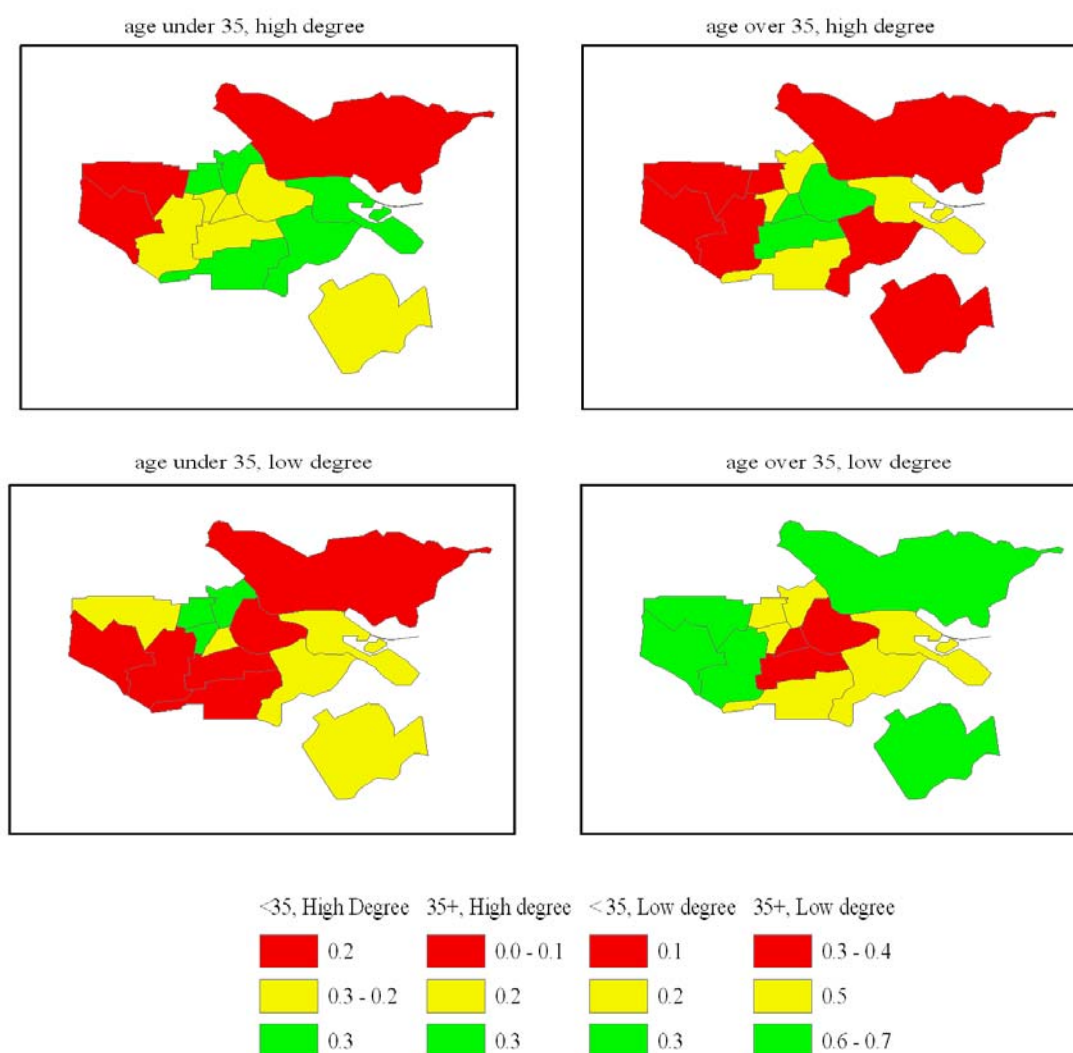 age under 35, high degree
age over 35, high degree
age under 35, low degree
age over 35, low degree
<35, High Degree 35+, High degree < 35, Low degree 35+, Low degree
0.2 0.0 - 0.1 0.1 0.3 - 0.4
0.3 - 0.2 0.2 0.2 0.5
0.3 0.3 0.3 0.6 - 0.7